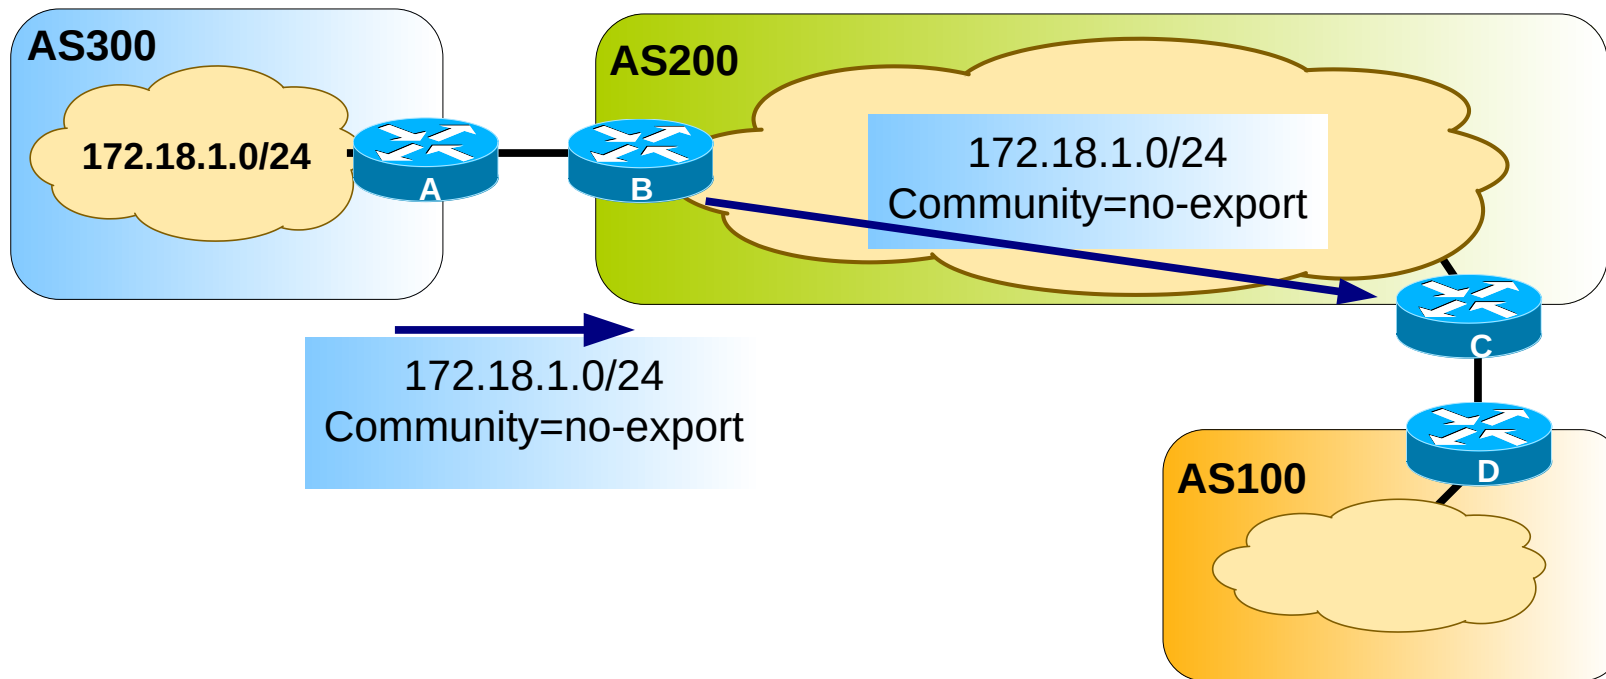 AS300
172.18.1.0/24
A
AS200
B
172.18.1.0/24
Community=no-export
172.18.1.0/24
Community=no-export
C
D
AS100